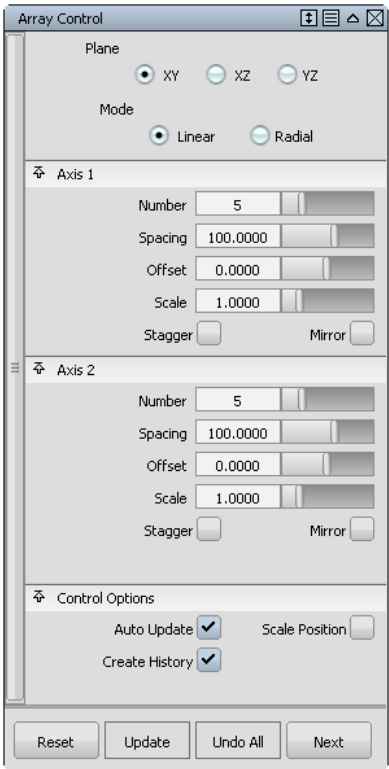 Array Control
Plane
XY XZ YZ
Mode
Linear Radial
Axis 1
Number 5
Spacing 100.0000
Offset 0.0000
Scale 1.0000
Stagger Mirror
Axis 2
Number 5
Spacing 100.0000
Offset 0.0000
Scale 1.0000
Stagger Mirror
Control Options
Auto Update Scale Position
Create History
Reset Update Undo All Next